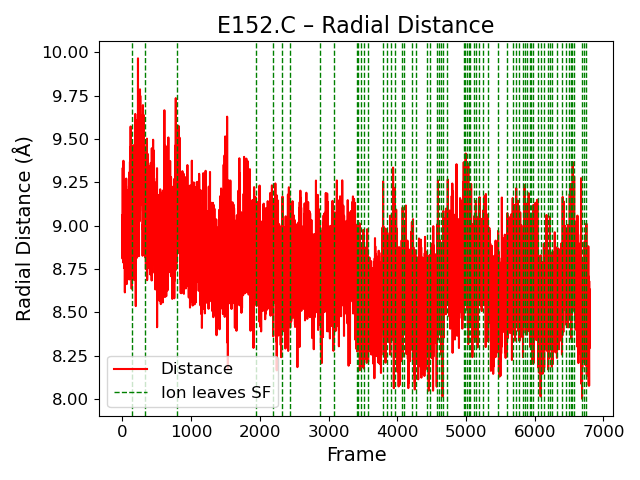 E152.C – Radial Distance
Radial Distance (Å)
10.00
9.75
9.50
9.25
9.00
8.75
8.50
8.25
8.00
Distance
Ion leaves SF
0 1000 2000 3000 4000 5000 6000 7000
Frame